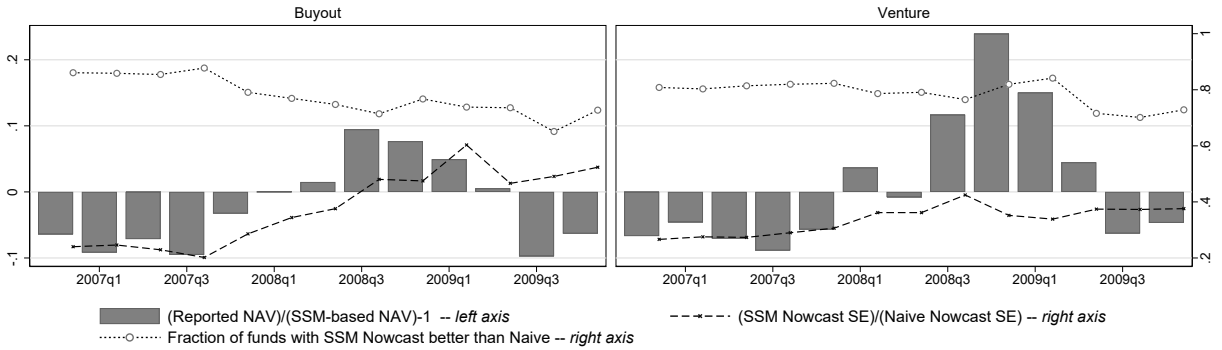 Buyout Venture
.2
.1
0
-.1
1
.8
.6
.4
.2
2007q1 2007q3 2008q1 2008q3 2009q1 2009q3 2007q1 2007q3 2008q1 2008q3 2009q1 2009q3
(Reported NAV)/(SSM-based NAV)-1 -- left axis (SSM Nowcast SE)/(Naive Nowcast SE) -- right axis
Fraction of funds with SSM Nowcast better than Naive -- right axis